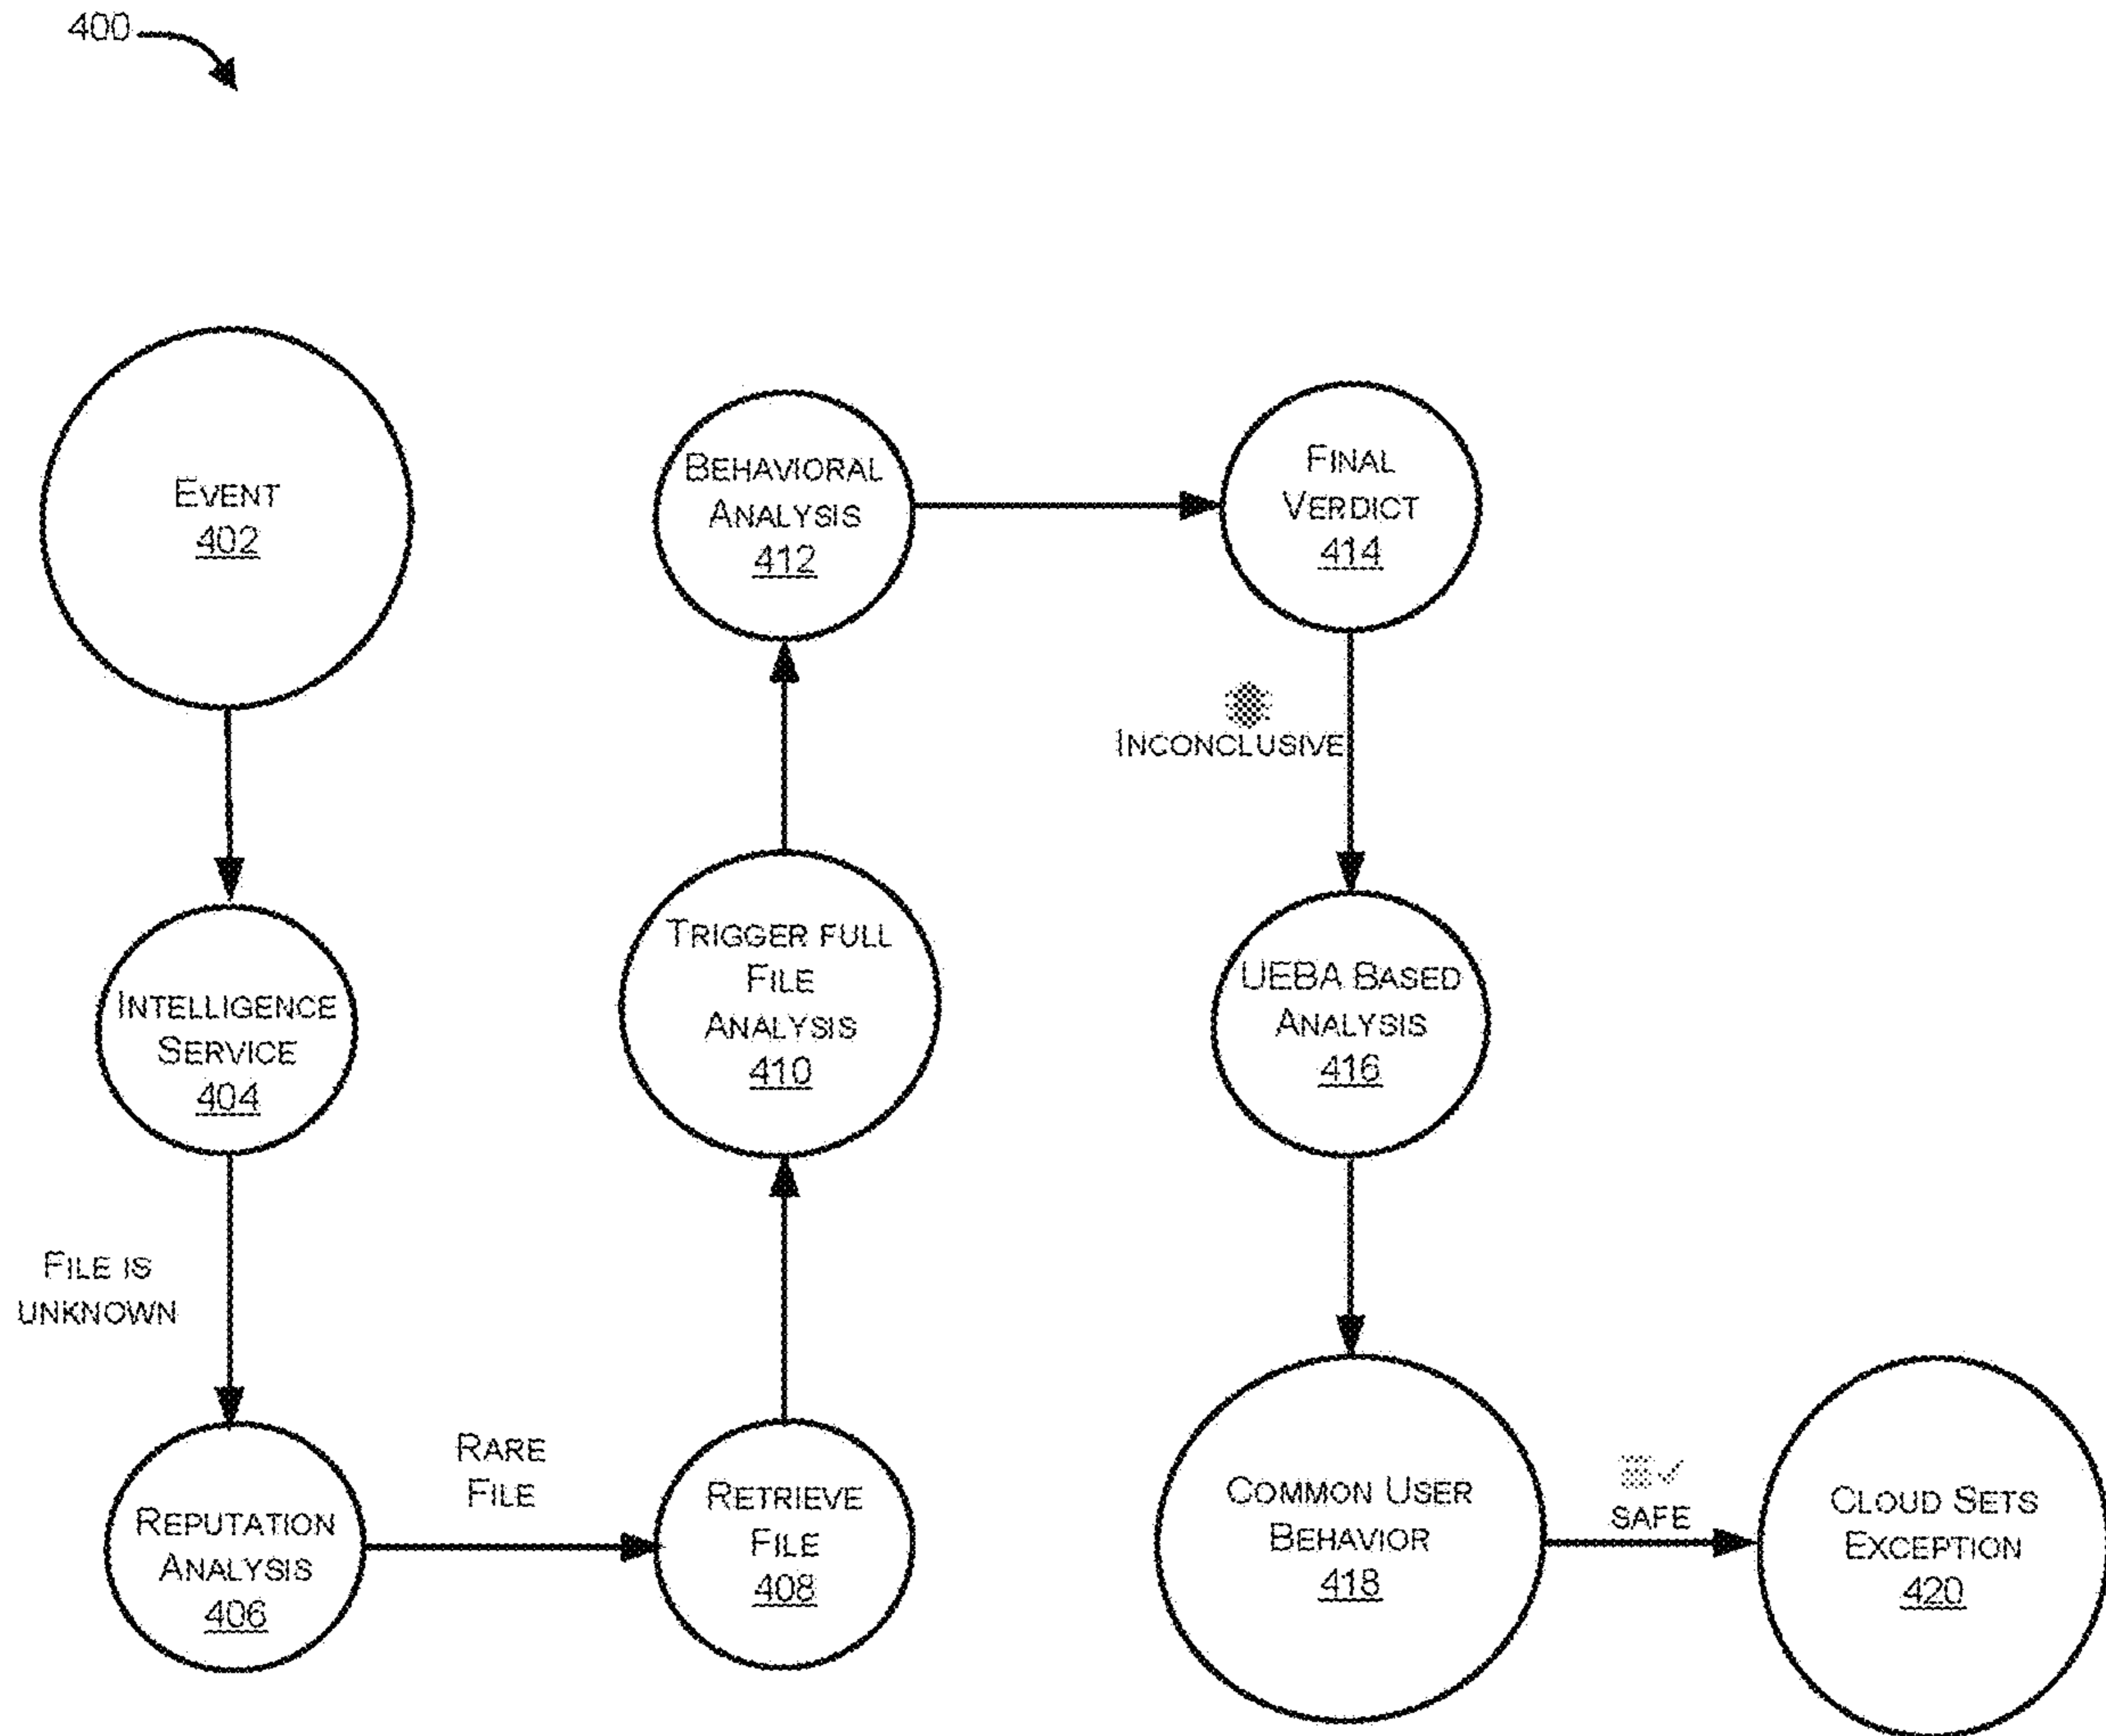 400
EVENT
402
INTELLIGENCE
SERVICE
404
FILE IS
UNKNOWN
REPUTATION
ANALYSIS
406
RARE
FILE
RETRIEVE
FILE
408
TRIGGER FULL
FILE
ANALYSIS
410
BEHAVIORAL
ANALYSIS
412
FINAL
VERDICT
414
INCONCLUSIVE
UEBA BASED
ANALYSIS
416
COMMON USER
BEHAVIOR
418
SAFE
CLOUD SETS
EXCEPTION
420